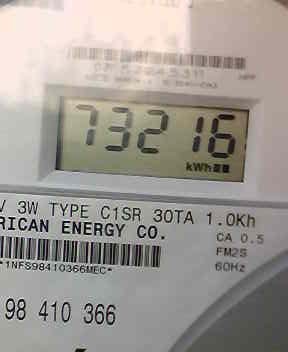 73216
kWh
V 3W TYPE C1SR 30TA 1.0Kh
RICAN ENERGY CO.
CA 0.5
FM2S
60Hz
*1NFS98410366MEC*
98 410 366